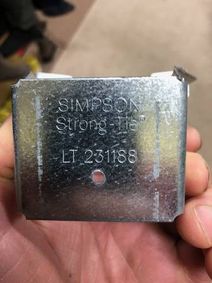 SIMPSON
Strong-Tie
LT 231188